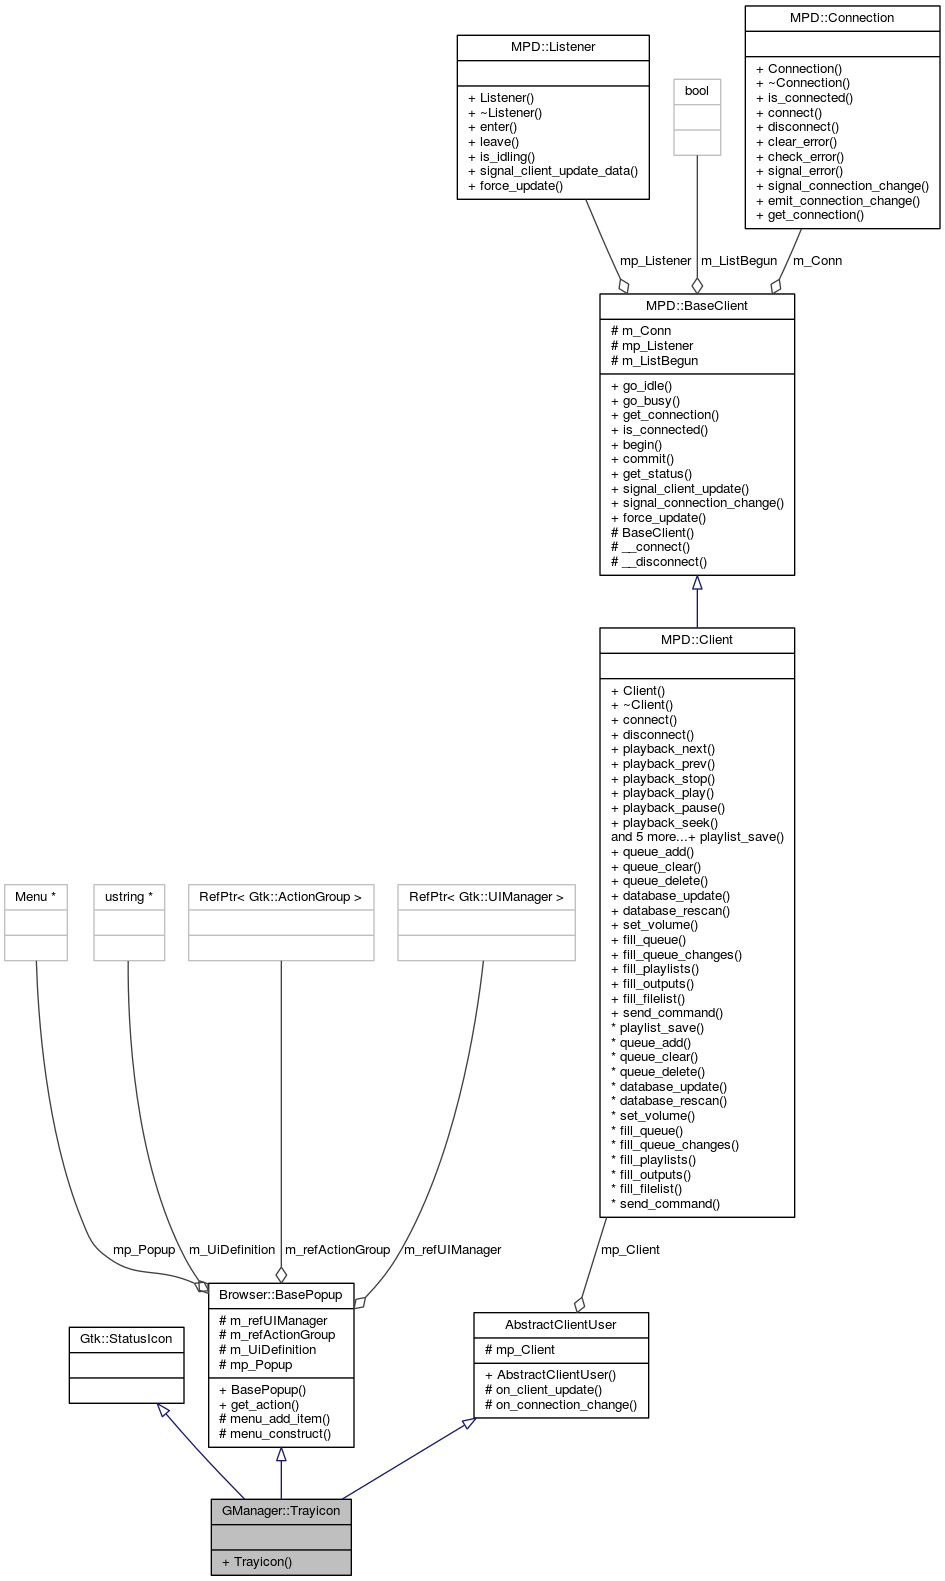 MPD::Connection
+ Connection()
+ ~Connection()
+ is_connected()
+ connect()
+ disconnect()
+ clear_error()
+ check_error()
+ signal_error()
+ signal_connection_change()
+ emit_connection_change()
+ get_connection()
MPD::Listener
+ Listener()
+ ~Listener()
+ enter()
+ leave()
+ is_idling()
+ signal_client_update_data()
+ force_update()
bool
mp_Listener
m_ListBegun
m_Conn
MPD::BaseClient
# m_Conn
# mp_Listener
# m_ListBegun
+ go_idle()
+ go_busy()
+ get_connection()
+ is_connected()
+ begin()
+ commit()
+ get_status()
+ signal_client_update()
+ signal_connection_change()
+ force_update()
# BaseClient()
# __connect()
# __disconnect()
MPD::Client
+ Client()
+ ~Client()
+ connect()
+ disconnect()
+ playback_next()
+ playback_prev()
+ playback_stop()
+ playback_play()
+ playback_pause()
+ playback_seek()
and 5 more...+ playlist_save()
+ queue_add()
+ queue_clear()
+ queue_delete()
+ database_update()
+ database_rescan()
+ set_volume()
+ fill_queue()
+ fill_queue_changes()
+ fill_playlists()
+ fill_outputs()
+ fill_filelist()
+ send_command()
* playlist_save()
* queue_add()
* queue_clear()
* queue_delete()
* database_update()
* database_rescan()
* set_volume()
* fill_queue()
* fill_queue_changes()
* fill_playlists()
* fill_outputs()
* fill_filelist()
* send_command()
Menu *
ustring *
RefPtr< Gtk::ActionGroup >
RefPtr< Gtk::UIManager >
mp_Popup
m_UiDefinition
m_refActionGroup
m_refUIManager
mp_Client
Gtk::StatusIcon
Browser::BasePopup
# m_refUIManager
# m_refActionGroup
# m_UiDefinition
# mp_Popup
+ BasePopup()
+ get_action()
# menu_add_item()
# menu_construct()
AbstractClientUser
# mp_Client
+ AbstractClientUser()
# on_client_update()
# on_connection_change()
GManager::Trayicon
+ Trayicon()